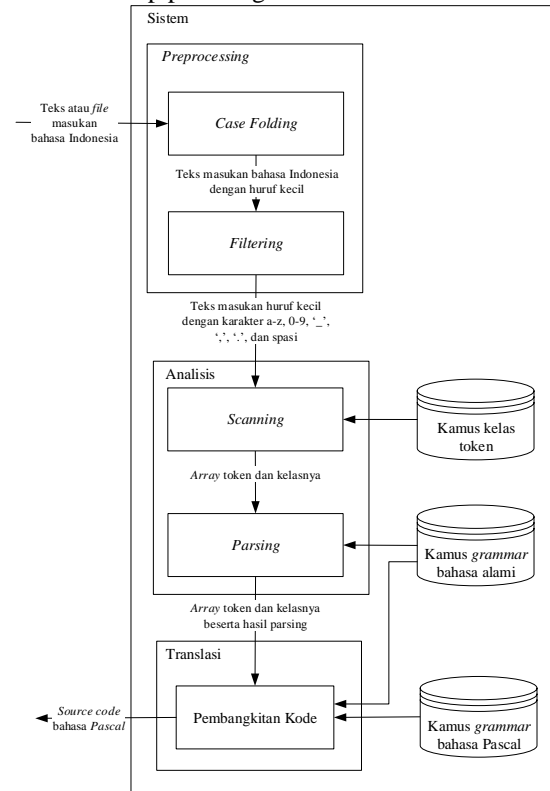 Sistem
Preprocessing
Teks atau file
masukan
bahasa Indonesia
Case Folding
Teks masukan bahasa Indonesia
dengan huruf kecil
Filtering
Teks masukan huruf kecil
dengan karakter a-z, 0-9, ‘_’,
‘,’, ‘.’, dan spasi
Analisis
Scanning
Kamus kelas
token
Array token dan kelasnya
Parsing
Kamus grammar
bahasa alami
Array token dan kelasnya
beserta hasil parsing
Translasi
Source code
bahasa Pascal
Pembangkitan Kode
Kamus grammar
bahasa Pascal